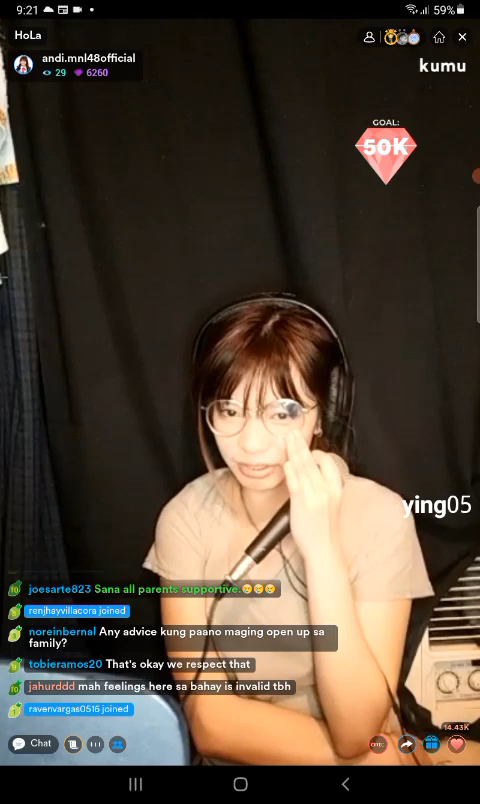 9:21
59%
HoLa
andi.mnl48official
29 6260
kumu
GOAL:
50K
ying05
joesarte823 Sana all parents supportive.😢😢😢
renjhayvillacora joined
noreinbernal Any advice kung paano maging open up sa
family?
tobieramos20 That's okay we respect that
jahurddd mah feelings here sa bahay is invalid tbh
ravenvargas0516 joined
14.43K
Chat